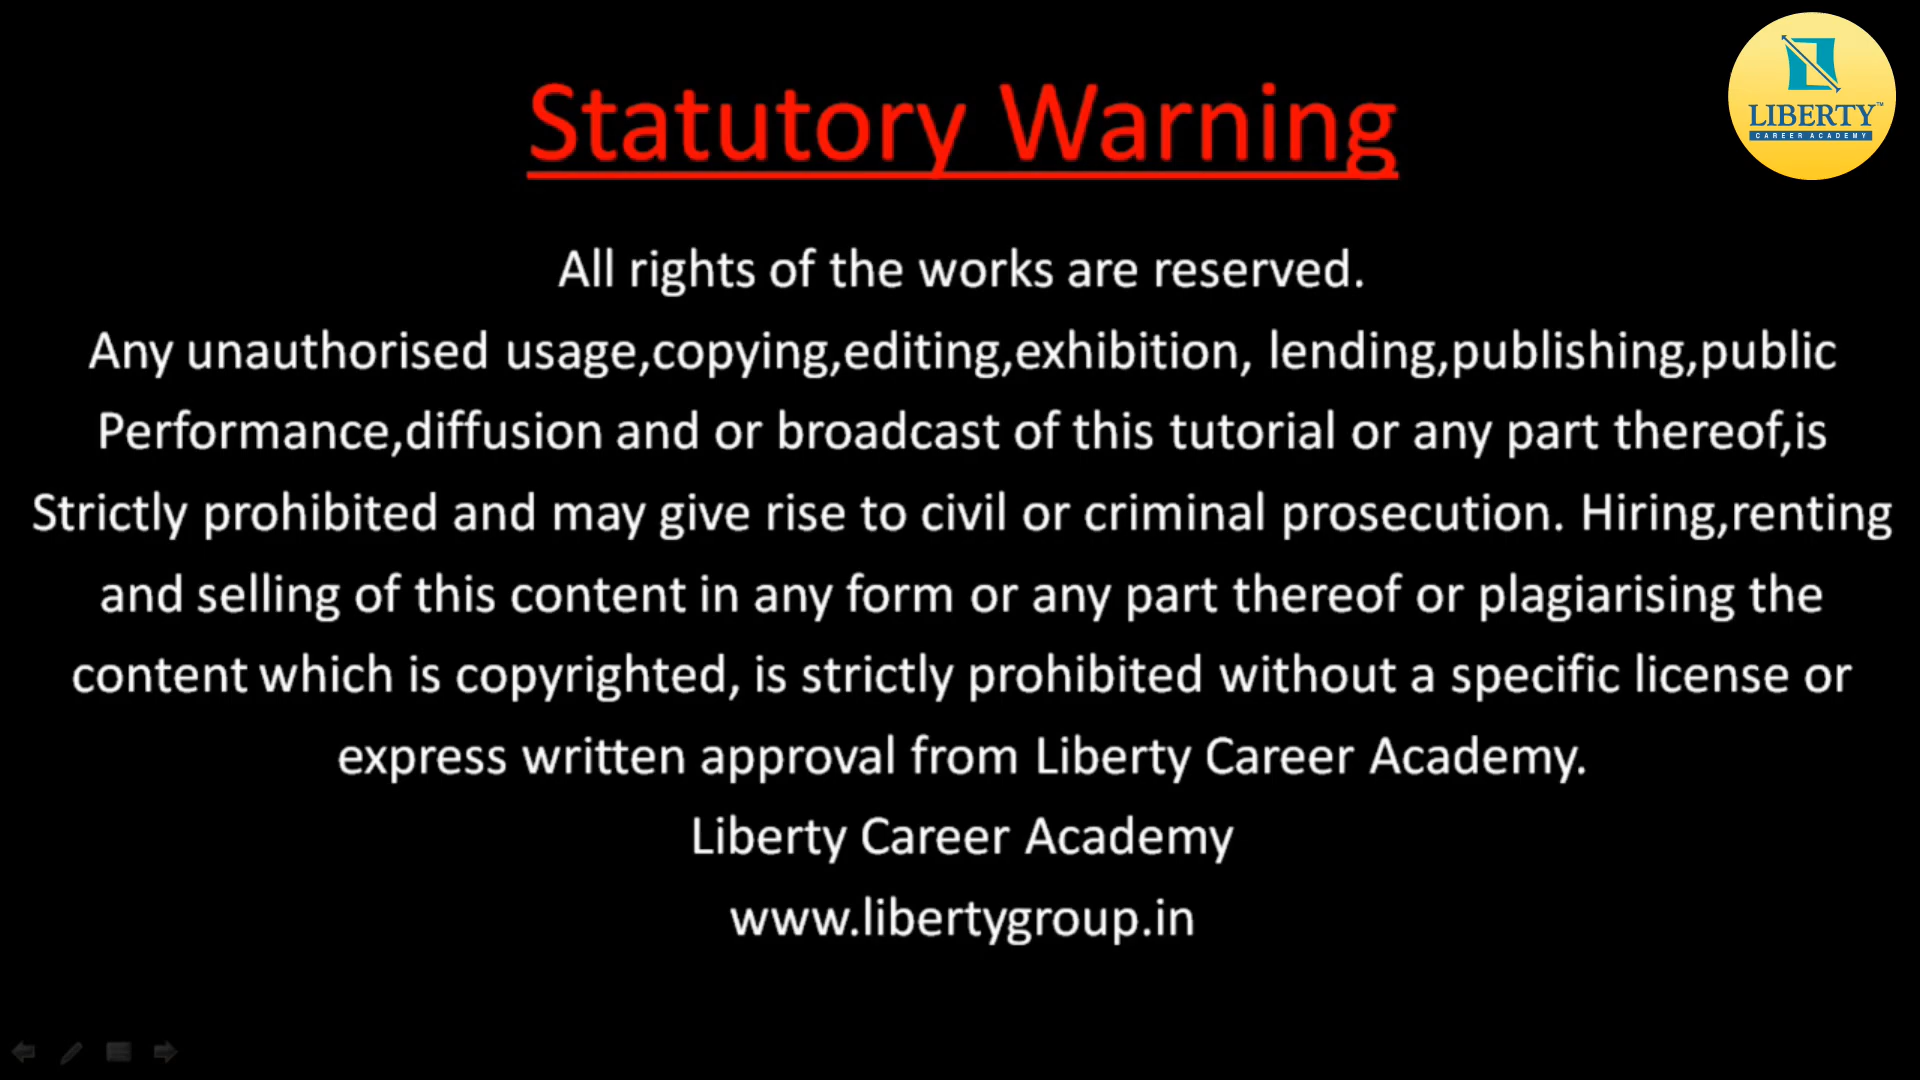 Statutory Warning
LIBERTY™
CAREER ACADEMY
All rights of the works are reserved.
Any unauthorised usage,copying,editing,exhibition, lending,publishing,public
Performance,diffusion and or broadcast of this tutorial or any part thereof,is
Strictly prohibited and may give rise to civil or criminal prosecution. Hiring,renting
and selling of this content in any form or any part thereof or plagiarising the
content which is copyrighted, is strictly prohibited without a specific license or
express written approval from Liberty Career Academy.
Liberty Career Academy
www.libertygroup.in